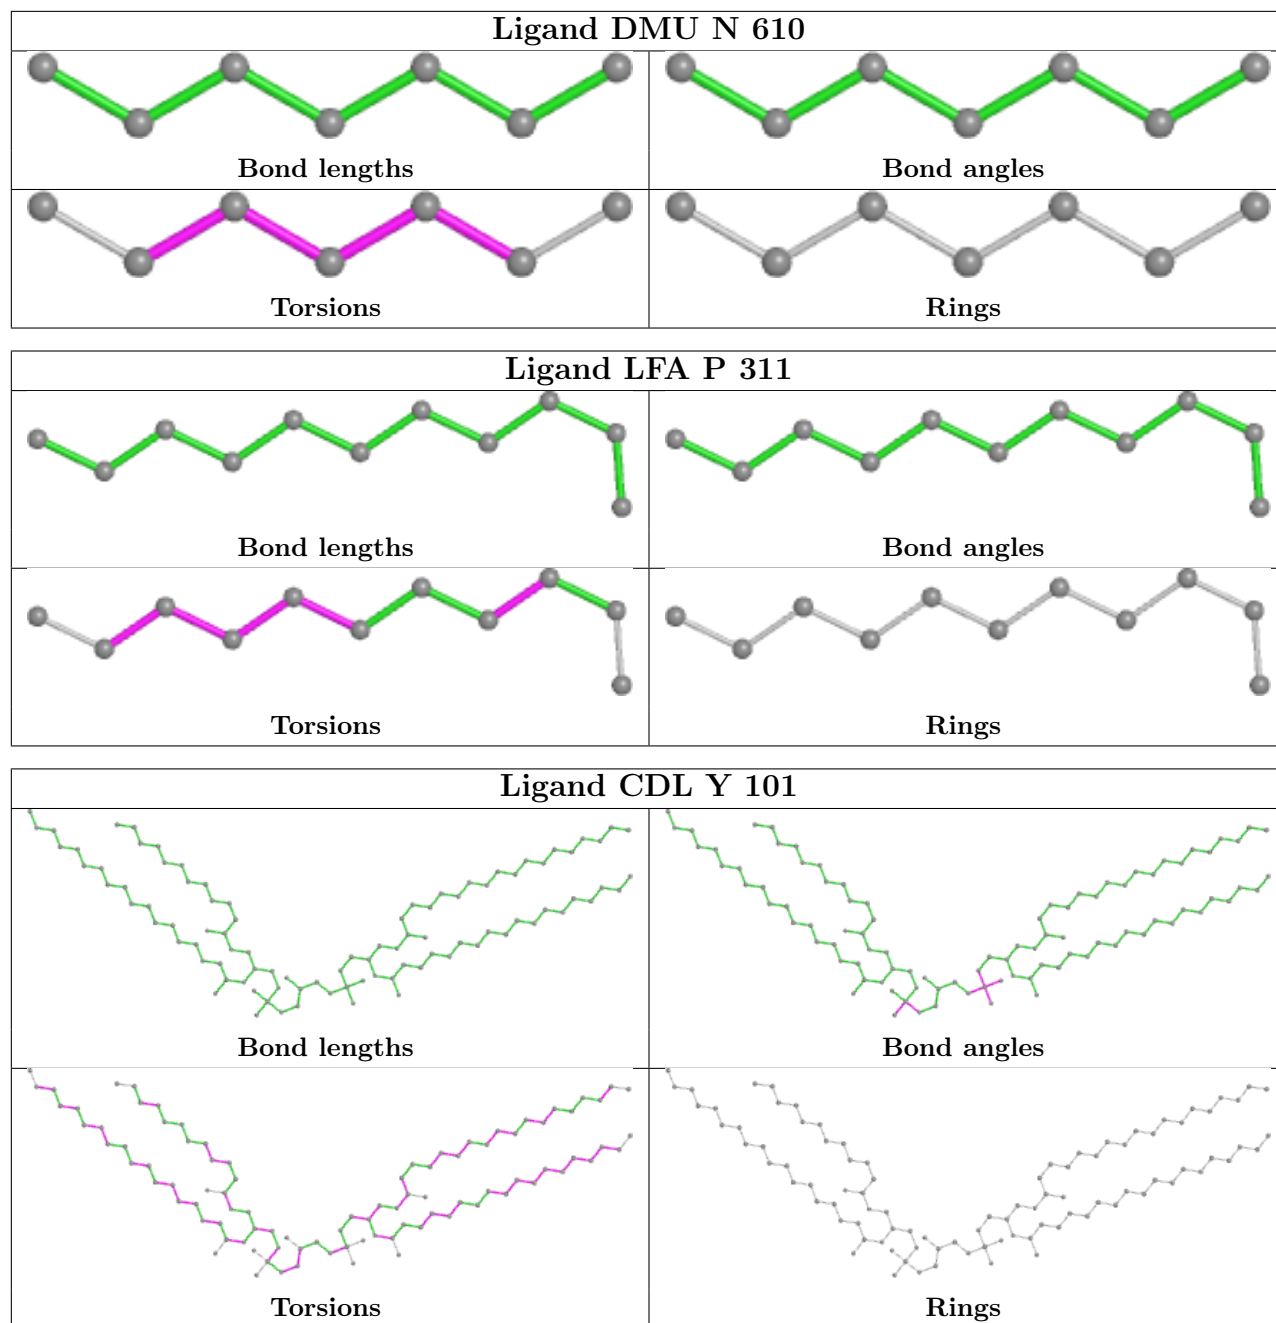 Ligand DMU N 610
Bond lengths
Bond angles
Torsions
Rings
Ligand LFA P 311
Bond lengths
Bond angles
Torsions
Rings
Ligand CDL Y 101
Bond lengths
Bond angles
Torsions
Rings